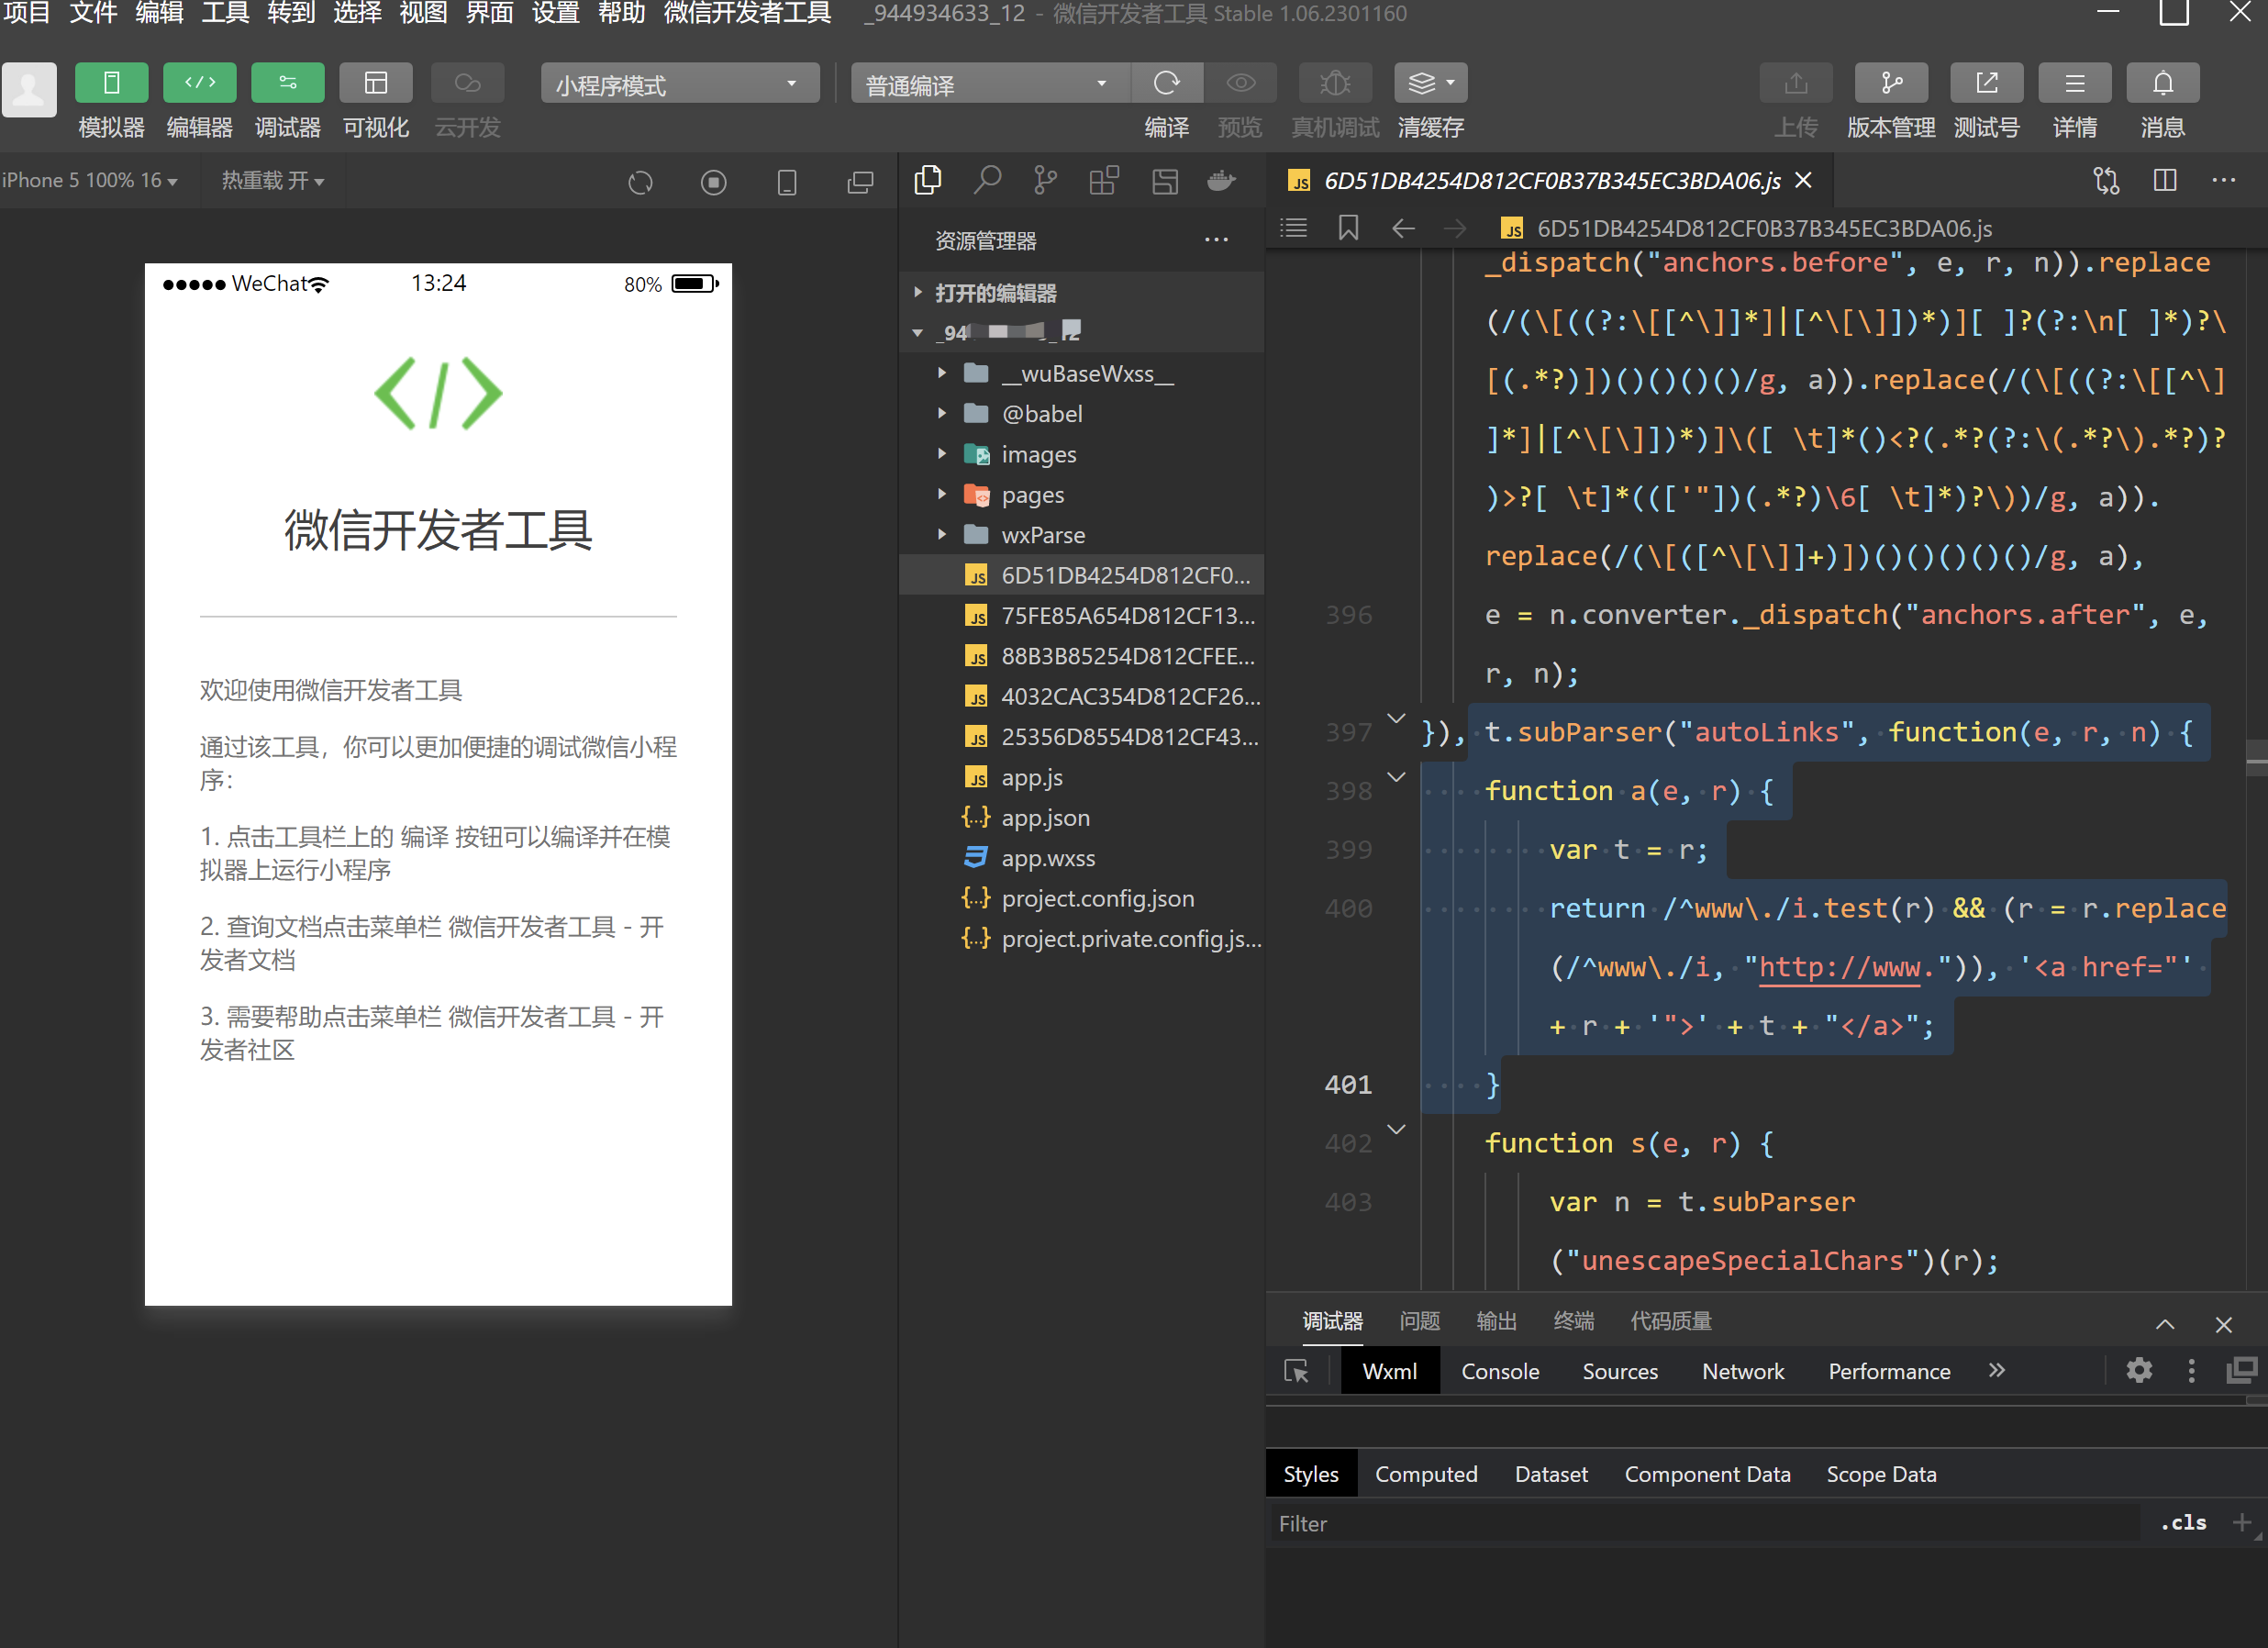 项目 文件 编辑 工具 转到 选择 视图 界面 设置 帮助 微信开发者工具 _944934633_12 - 微信开发者工具 Stable 1.06.2301160
小程序模式 普通编译
模拟器 编辑器 调试器 可视化 云开发 编译 预览 真机调试 清缓存 上传 版本管理 测试号 详情 消息
iPhone 5 100% 16 热重载 开
WeChat 13:24 80%
微信开发者工具
欢迎使用微信开发者工具
通过该工具，你可以更加便捷的调试微信小程
序：
1. 点击工具栏上的 编译 按钮可以编译并在模
拟器上运行小程序
2. 查询文档点击菜单栏 微信开发者工具 - 开
发者文档
3. 需要帮助点击菜单栏 微信开发者工具 - 开
发者社区
资源管理器
打开的编辑器
_94
__wuBaseWxss__
@babel
images
pages
wxParse
6D51DB4254D812CF0...
75FE85A654D812CF13...
88B3B85254D812CFEE...
4032CAC354D812CF26...
25356D8554D812CF43...
app.js
app.json
app.wxss
project.config.json
project.private.config.js...
JS 6D51DB4254D812CF0B37B345EC3BDA06.js
JS 6D51DB4254D812CF0B37B345EC3BDA06.js
_dispatch("anchors.before", e, r, n)).replace
(/(\[((?:\[[^\]]*]|[^\[\]])*)][ ]?(?:\n[ ]*)?\
[(.*?)])()()()()/g, a)).replace(/(\[((?:\[[^\]
]*]|[^\[\]])*)]\([ \t]*()<?(.*?(?:\(.*?\).*?)?
)>?[ \t]*((['"])(.*?)\6[ \t]*)?\))/g, a)).
replace(/(\[([^\[\]]+)])()()()()()/g, a),
396 e = n.converter._dispatch("anchors.after", e,
r, n);
397 }), t.subParser("autoLinks", function(e, r, n) {
398 function a(e, r) {
399 var t = r;
400 return /^www\./i.test(r) && (r = r.replace
(/^www\./i, "http://www.")), '<a href="'
+ r + '">' + t + "</a>";
401 }
402 function s(e, r) {
403 var n = t.subParser
("unescapeSpecialChars")(r);
调试器 问题 输出 终端 代码质量
Wxml Console Sources Network Performance
Styles Computed Dataset Component Data Scope Data
Filter .cls